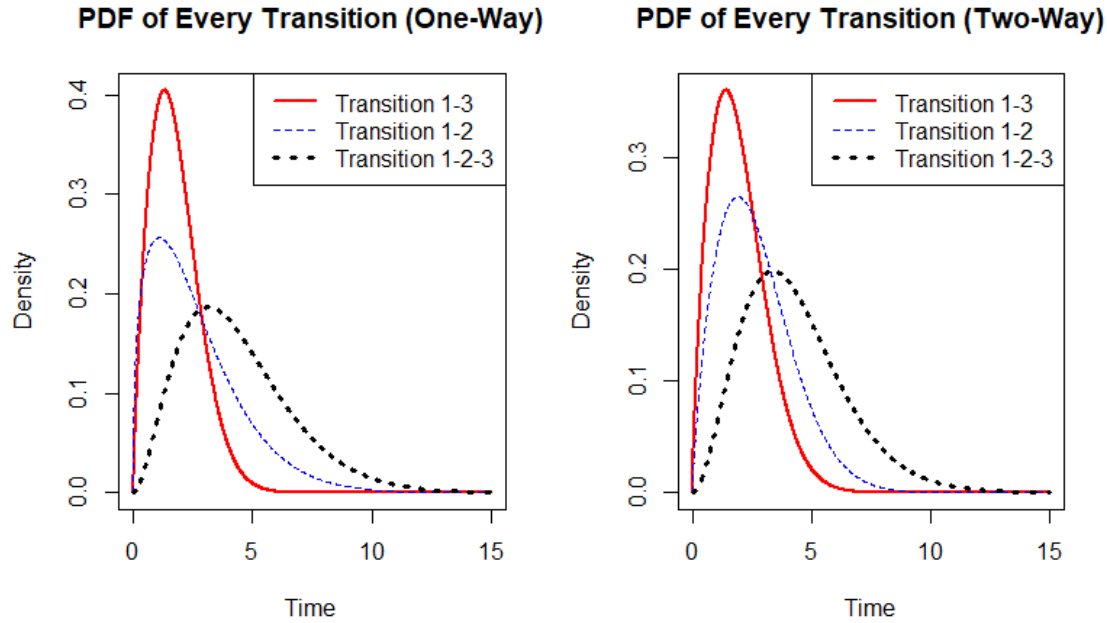 PDF of Every Transition (One-Way)
Transition 1-3
Transition 1-2
Transition 1-2-3
Density
0.4
0.3
0.2
0.1
0.0
0 5 10 15
Time
PDF of Every Transition (Two-Way)
Transition 1-3
Transition 1-2
Transition 1-2-3
Density
0.3
0.2
0.1
0.0
0 5 10 15
Time